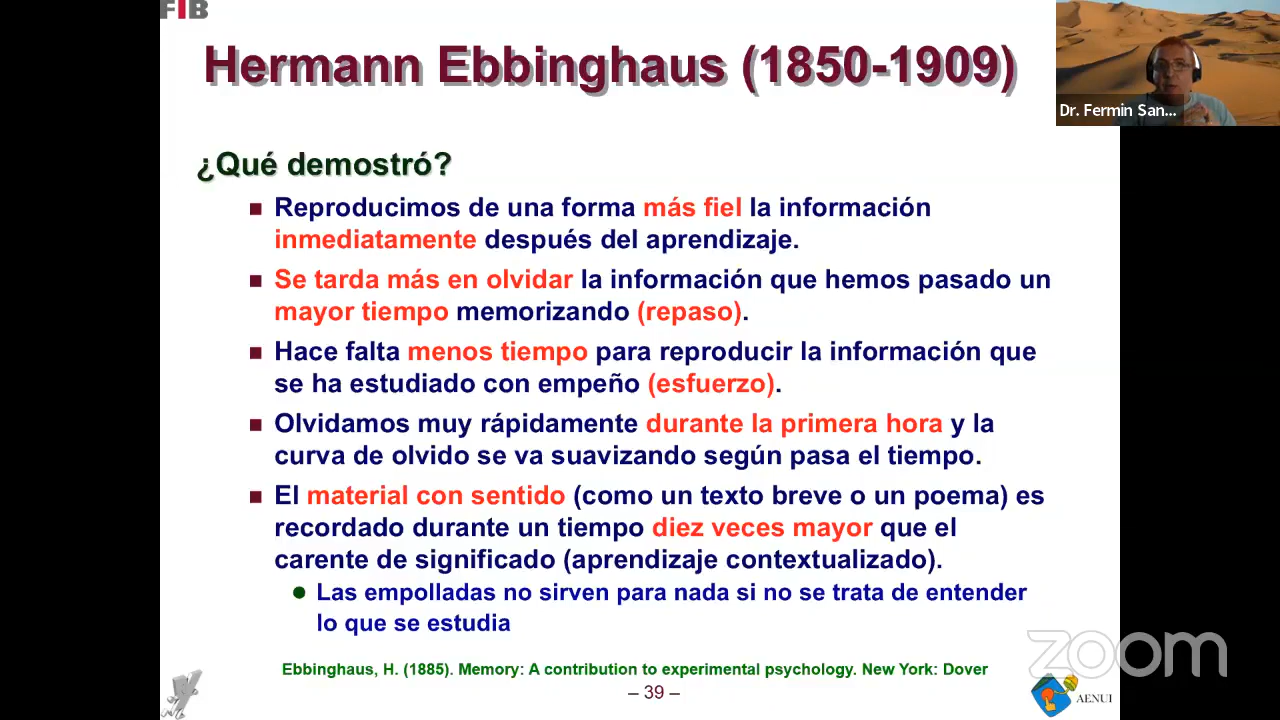 FIB
Hermann Ebbinghaus (1850-1909)
Dr. Fermin San...
¿Qué demostró?
Reproducimos de una forma más fiel la información
inmediatamente después del aprendizaje.
Se tarda más en olvidar la información que hemos pasado un
mayor tiempo memorizando (repaso).
Hace falta menos tiempo para reproducir la información que
se ha estudiado con empeño (esfuerzo).
Olvidamos muy rápidamente durante la primera hora y la
curva de olvido se va suavizando según pasa el tiempo.
El material con sentido (como un texto breve o un poema) es
recordado durante un tiempo diez veces mayor que el
carente de significado (aprendizaje contextualizado).
Las empolladas no sirven para nada si no se trata de entender
lo que se estudia
Ebbinghaus, H. (1885). Memory: A contribution to experimental psychology. New York: Dover
– 39 –
zoom
AENUI